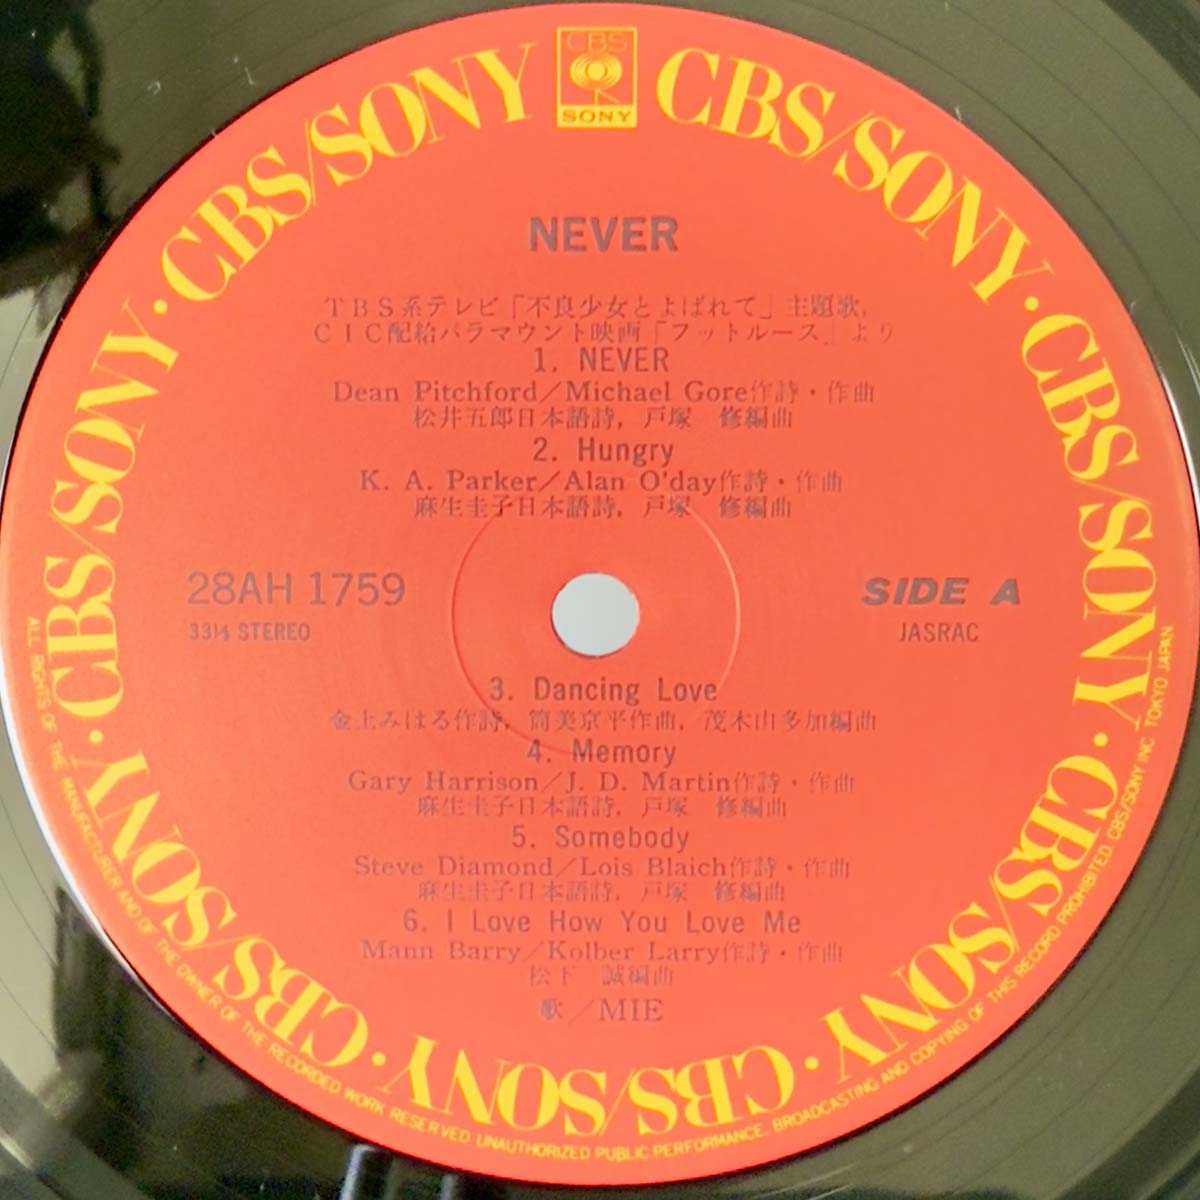 CBS
SONY
CBS/SONY · CBS/SONY · CBS/SONY · CBS/SONY · CBS/SONY · CBS/SONY · CBS/SONY · CBS/SONY
NEVER
TBS系テレビ「不良少女とよばれて」主題歌,
CIC配給パラマウント映画「フットルース」より
1. NEVER
Dean Pitchford/Michael Gore作詩・作曲
松井五郎日本語詩, 戸塚 修編曲
2. Hungry
K. A. Parker/Alan O'day作詩・作曲
麻生圭子日本語詩, 戸塚 修編曲
28AH 1759
SIDE A
33⅓ STEREO
JASRAC
3. Dancing Love
金上みはる作詩, 筒美京平作曲, 茂木由多加編曲
4. Memory
Gary Harrison/J. D. Martin作詩・作曲
麻生圭子日本語詩, 戸塚 修編曲
5. Somebody
Steve Diamond/Lois Blaich作詩・作曲
麻生圭子日本語詩, 戸塚 修編曲
6. I Love How You Love Me
Mann Barry/Kolber Larry作詩・作曲
松下 誠編曲
歌/MIE
ALL RIGHTS OF THE MANUFACTURER AND OF THE OWNER OF THE RECORDED WORK RESERVED UNAUTHORIZED PUBLIC PERFORMANCE, BROADCASTING AND COPYING OF THIS RECORD PROHIBITED. CBS/SONY INC. TOKYO JAPAN